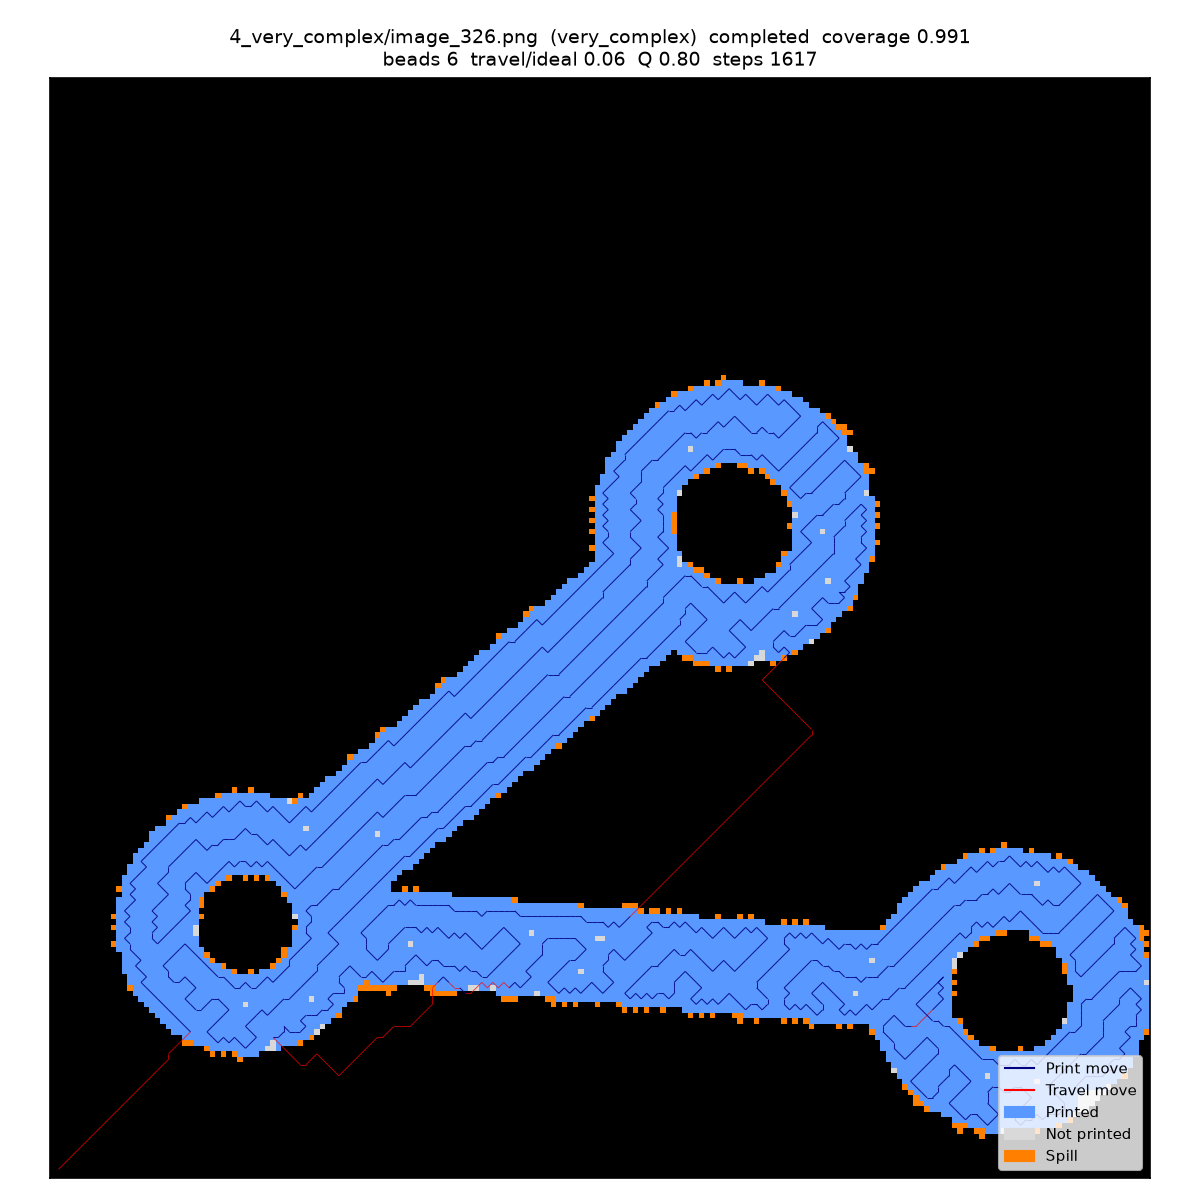 4_very_complex/image_326.png  (very_complex)  completed  coverage 0.991
beads 6  travel/ideal 0.06  Q 0.80  steps 1617
Print move
Travel move
Printed
Not printed
Spill